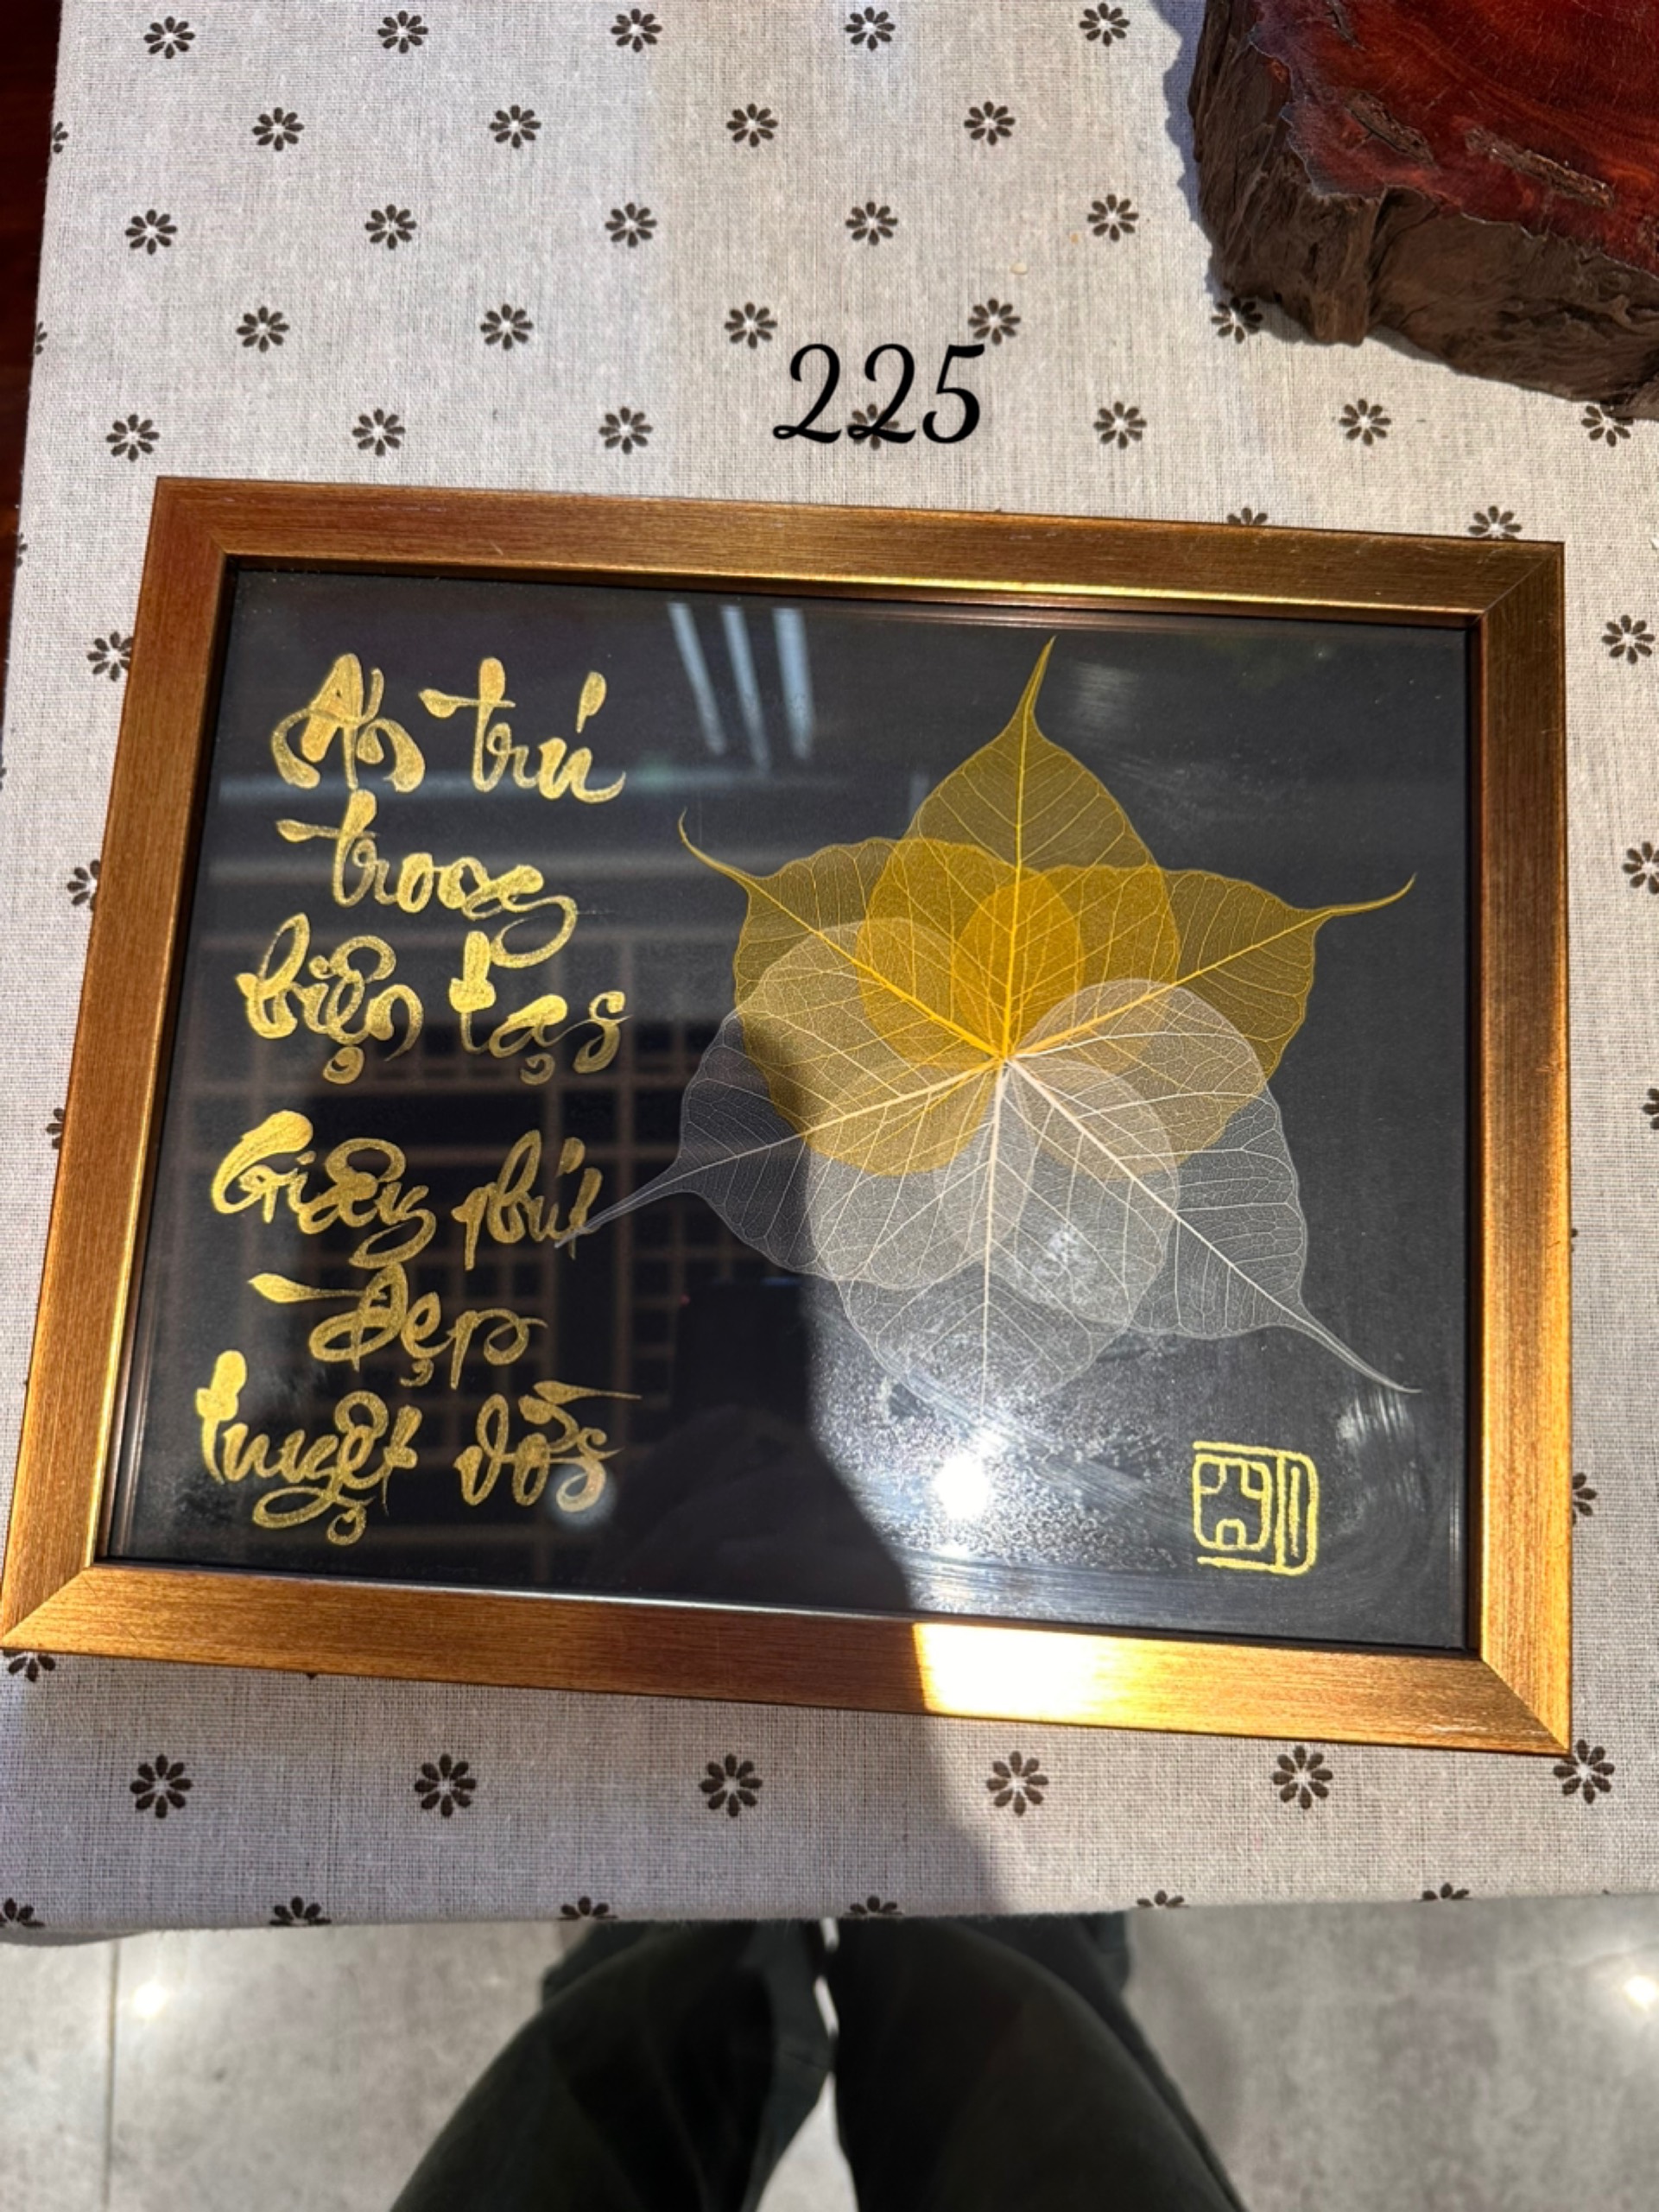 225
An trú
trong
hiện tại
Giây phút
đẹp
tuyệt vời